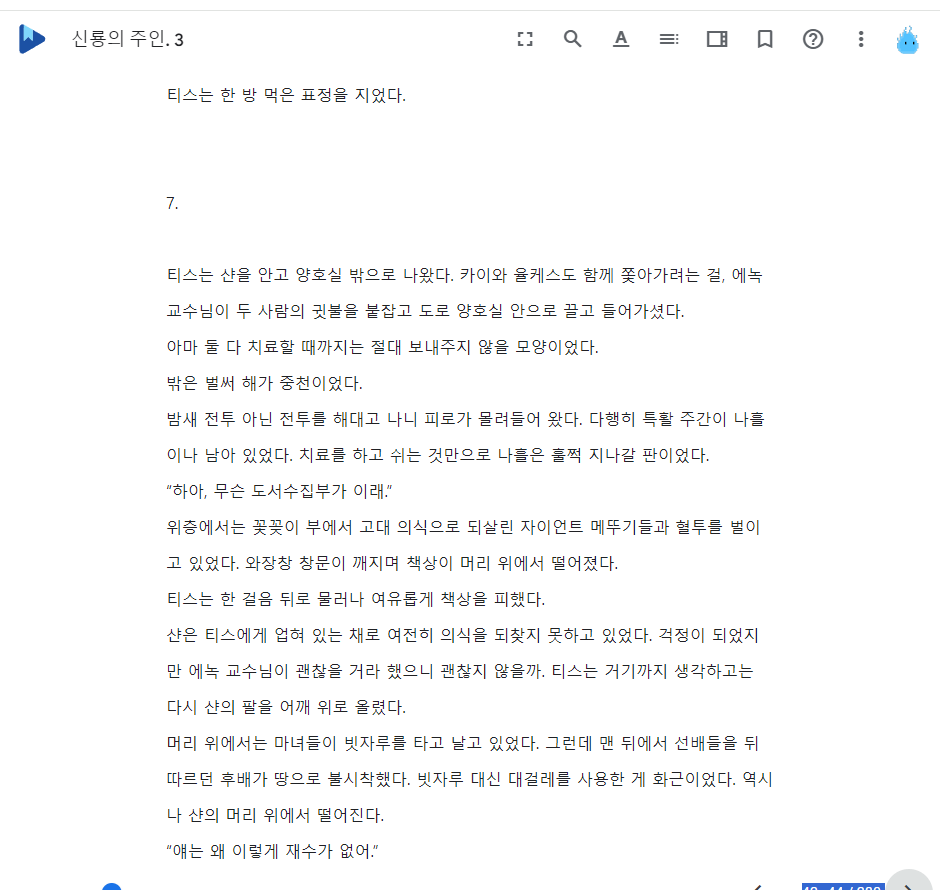 신룡의 주인. 3
티스는 한 방 먹은 표정을 지었다.
7.
티스는 샨을 안고 양호실 밖으로 나왔다. 카이와 율케스도 함께 쫓아가려는 걸, 에녹
교수님이 두 사람의 귓불을 붙잡고 도로 양호실 안으로 끌고 들어가셨다.
아마 둘 다 치료할 때까지는 절대 보내주지 않을 모양이었다.
밖은 벌써 해가 중천이었다.
밤새 전투 아닌 전투를 해대고 나니 피로가 몰려들어 왔다. 다행히 특활 주간이 나흘
이나 남아 있었다. 치료를 하고 쉬는 것만으로 나흘은 훌쩍 지나갈 판이었다.
“하아, 무슨 도서수집부가 이래.”
위층에서는 꽃꽂이 부에서 고대 의식으로 되살린 자이언트 메뚜기들과 혈투를 벌이
고 있었다. 와장창 창문이 깨지며 책상이 머리 위에서 떨어졌다.
티스는 한 걸음 뒤로 물러나 여유롭게 책상을 피했다.
샨은 티스에게 업혀 있는 채로 여전히 의식을 되찾지 못하고 있었다. 걱정이 되었지
만 에녹 교수님이 괜찮을 거라 했으니 괜찮지 않을까. 티스는 거기까지 생각하고는
다시 샨의 팔을 어깨 위로 올렸다.
머리 위에서는 마녀들이 빗자루를 타고 날고 있었다. 그런데 맨 뒤에서 선배들을 뒤
따르던 후배가 땅으로 불시착했다. 빗자루 대신 대걸레를 사용한 게 화근이었다. 역시
나 샨의 머리 위에서 떨어진다.
“얘는 왜 이렇게 재수가 없어.”